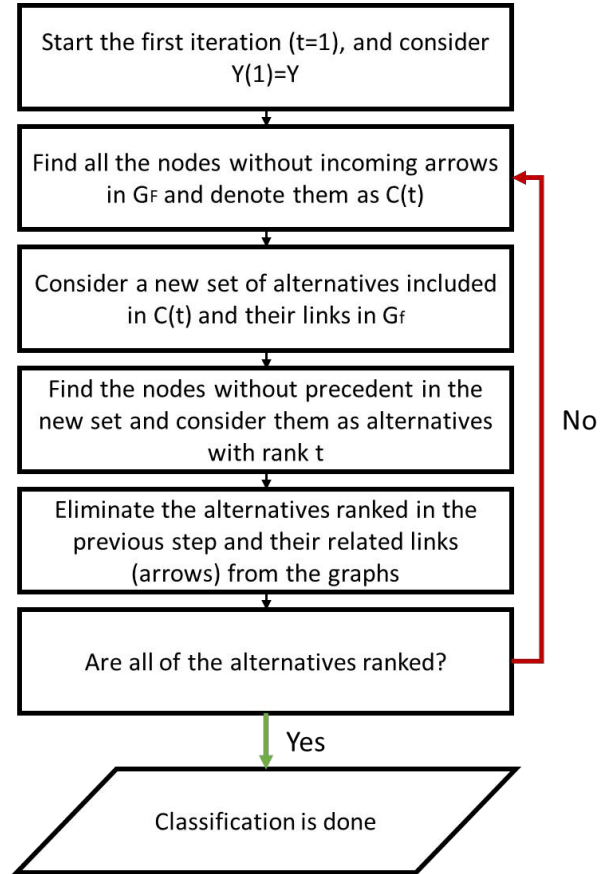 Start the first iteration (t=1), and consider
Y(1)=Y
Find all the nodes without incoming arrows
in GF and denote them as C(t)
Consider a new set of alternatives included
in C(t) and their links in Gf
Find the nodes without precedent in the
new set and consider them as alternatives
with rank t
No
Eliminate the alternatives ranked in the
previous step and their related links
(arrows) from the graphs
Are all of the alternatives ranked?
Yes
Classification is done